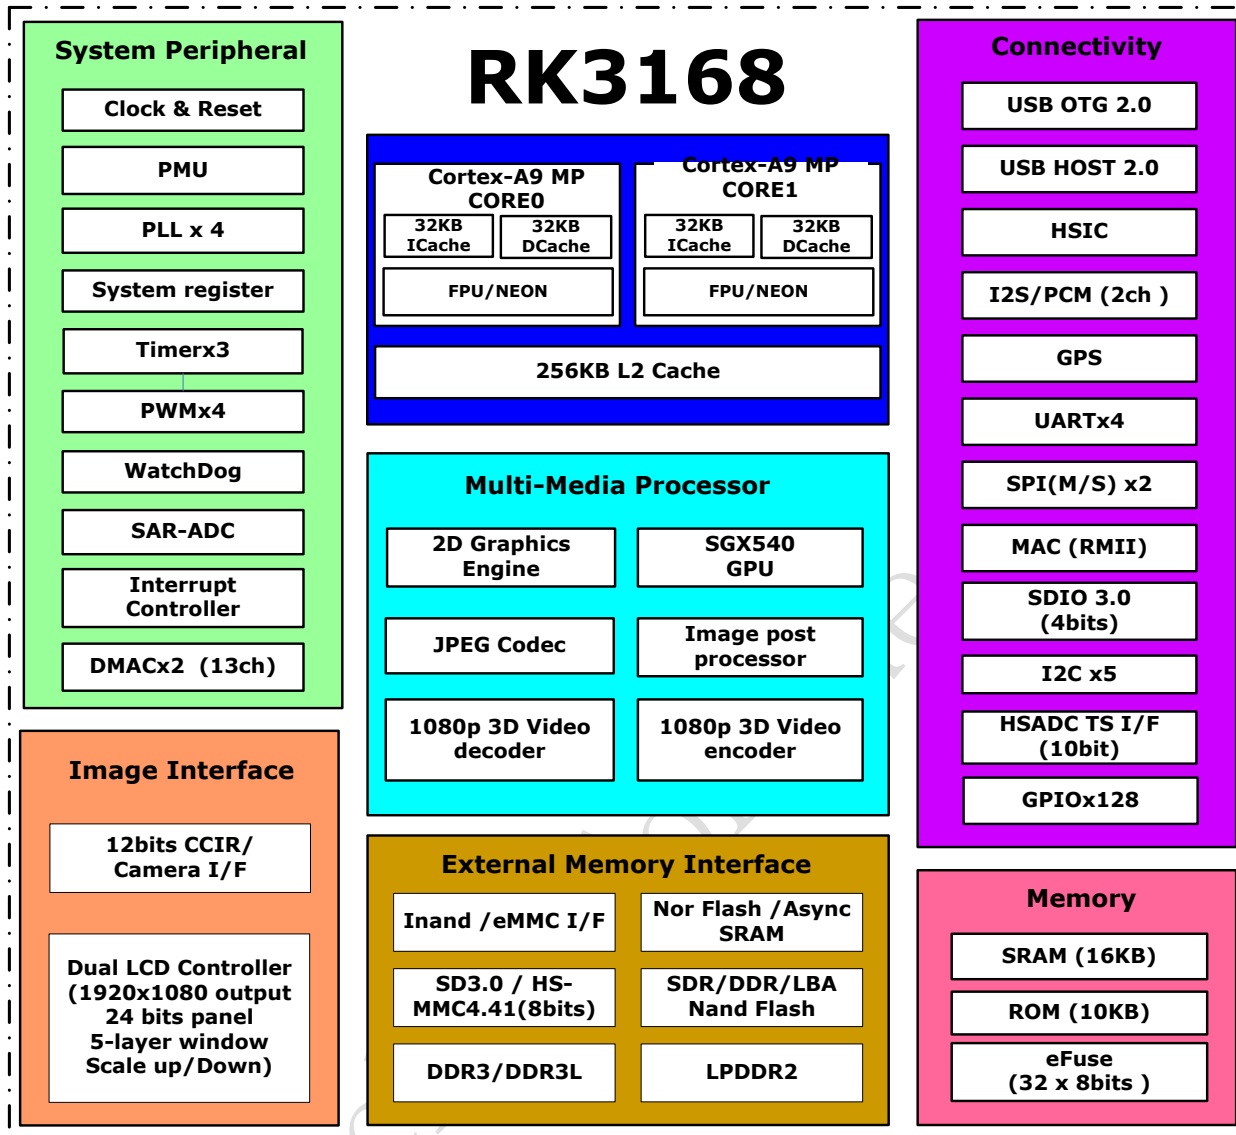 System Peripheral
Clock & Reset
PMU
PLL x 4
System register
Timerx3
PWMx4
WatchDog
SAR-ADC
Interrupt
Controller
DMACx2 (13ch)
Image Interface
12bits CCIR/
Camera I/F
Dual LCD Controller
(1920x1080 output
24 bits panel
5-layer window
Scale up/Down)
RK3168
Cortex-A9 MP
CORE0
32KB
ICache
32KB
DCache
FPU/NEON
Cortex-A9 MP
CORE1
32KB
ICache
32KB
DCache
FPU/NEON
256KB L2 Cache
Multi-Media Processor
2D Graphics
Engine
SGX540
GPU
JPEG Codec
Image post
processor
1080p 3D Video
decoder
1080p 3D Video
encoder
External Memory Interface
Inand /eMMC I/F
Nor Flash /Async
SRAM
SD3.0 / HS-
MMC4.41(8bits)
SDR/DDR/LBA
Nand Flash
DDR3/DDR3L
LPDDR2
Connectivity
USB OTG 2.0
USB HOST 2.0
HSIC
I2S/PCM (2ch )
GPS
UARTx4
SPI(M/S) x2
MAC (RMII)
SDIO 3.0
(4bits)
I2C x5
HSADC TS I/F
(10bit)
GPIOx128
Memory
SRAM (16KB)
ROM (10KB)
eFuse
(32 x 8bits )